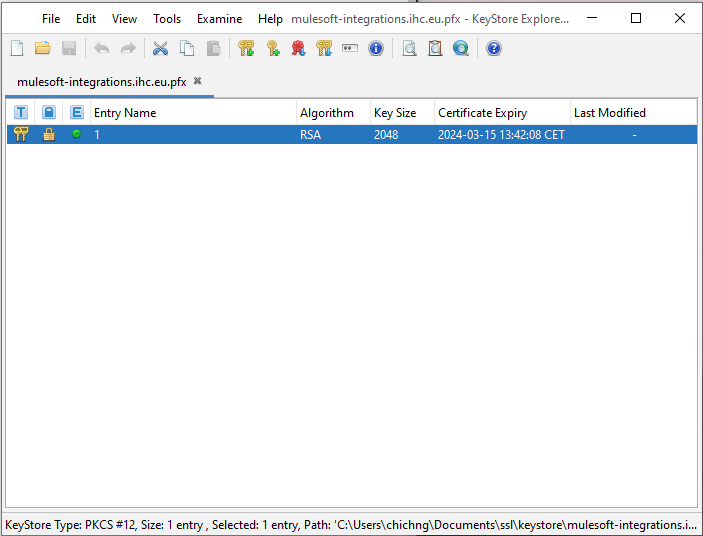 mulesoft-integrations.ihc.eu.pfx - KeyStore Explore...
File Edit View Tools Examine Help
mulesoft-integrations.ihc.eu.pfx
T E Entry Name Algorithm Key Size Certificate Expiry Last Modified
1 RSA 2048 2024-03-15 13:42:08 CET -
KeyStore Type: PKCS #12, Size: 1 entry , Selected: 1 entry, Path: 'C:\Users\chichng\Documents\ssl\keystore\mulesoft-integrations.i...